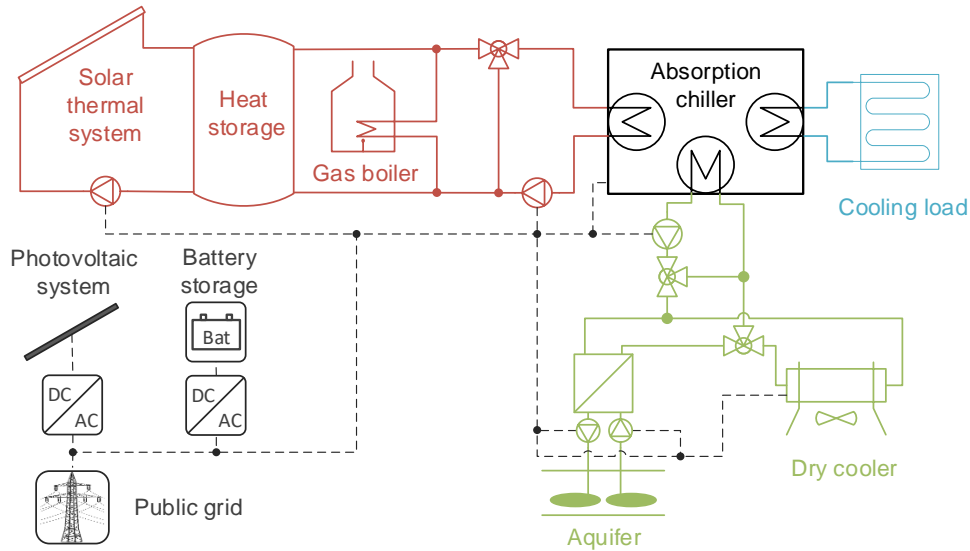 Solar
thermal
system
Heat
storage
Gas boiler
Absorption
chiller
Cooling load
Photovoltaic
system
Battery
storage
Bat
DC
AC
DC
AC
Public grid
Dry cooler
Aquifer